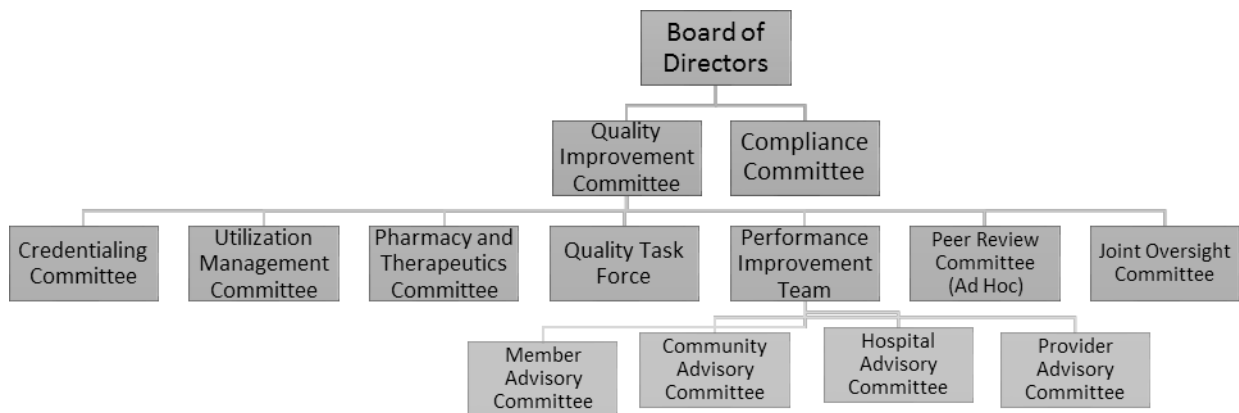 Board of
Directors
Quality
Improvement
Committee
Compliance
Committee
Credentialing
Committee
Utilization
Management
Committee
Pharmacy and
Therapeutics
Committee
Quality Task
Force
Performance
Improvement
Team
Peer Review
Committee
(Ad Hoc)
Joint Oversight
Committee
Member
Advisory
Committee
Community
Advisory
Committee
Hospital
Advisory
Committee
Provider
Advisory
Committee